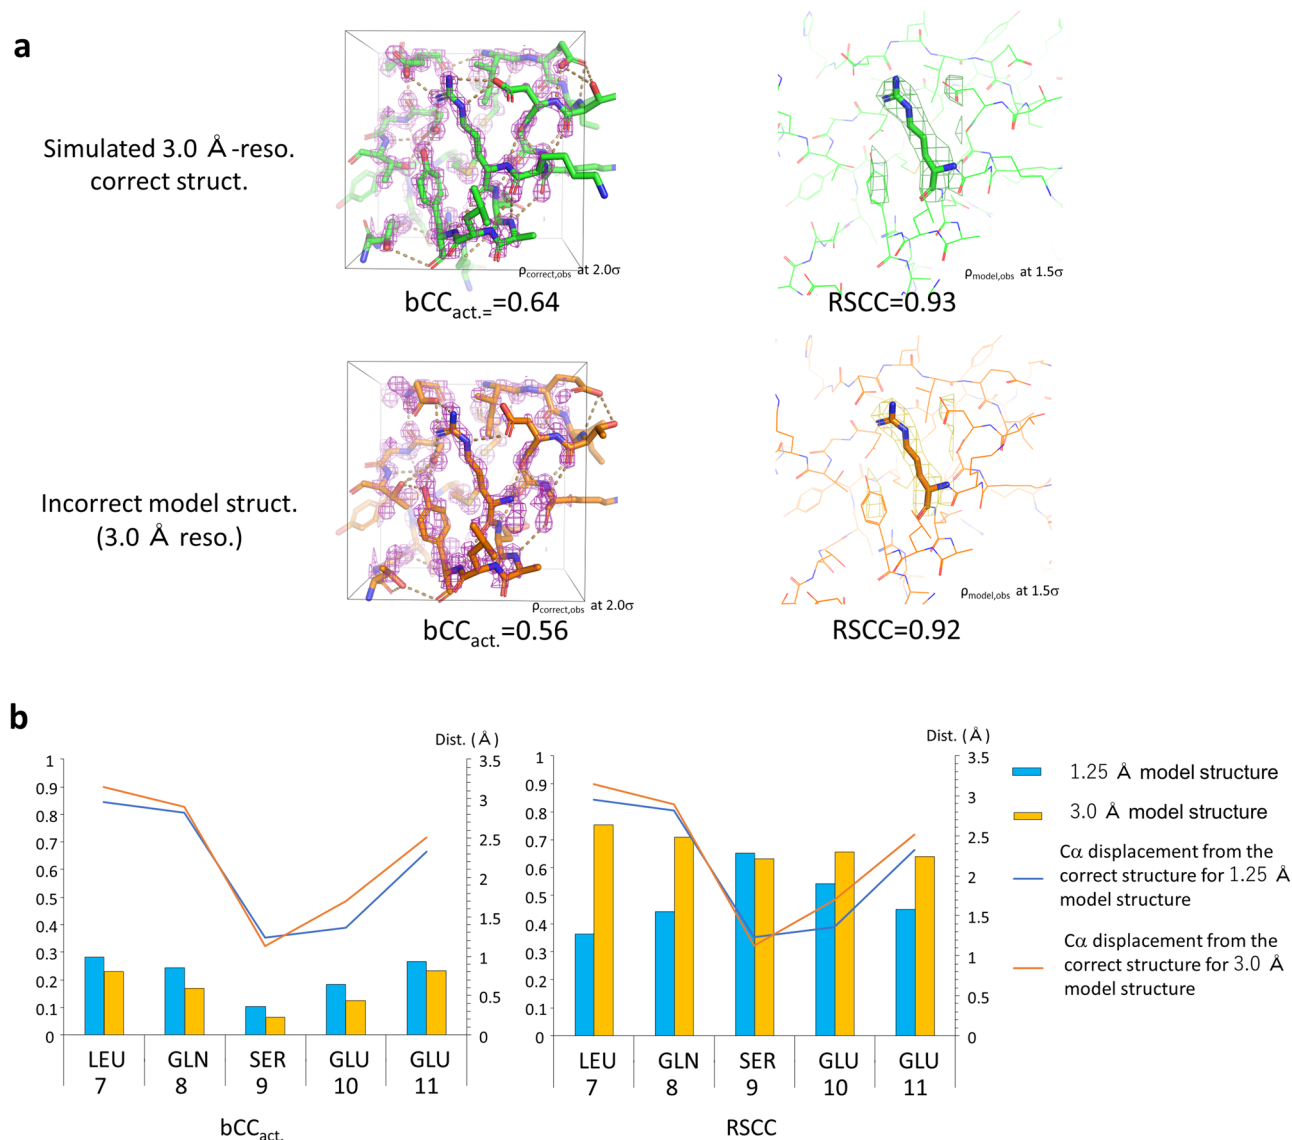 a
Simulated 3.0 Å-reso.
correct struct.
ρcorrect,obs at 2.0σ
bCCact.=0.64
ρmodel,obs at 1.5σ
RSCC=0.93
Incorrect model struct.
(3.0 Å reso.)
ρcorrect,obs at 2.0σ
bCCact.=0.56
ρmodel,obs at 1.5σ
RSCC=0.92
b
Dist. (Å)
1
0.9
0.8
0.7
0.6
0.5
0.4
0.3
0.2
0.1
0
3.5
3
2.5
2
1.5
1
0.5
0
LEU GLN SER GLU GLU
7 8 9 10 11
bCCact.
Dist. (Å)
1
0.9
0.8
0.7
0.6
0.5
0.4
0.3
0.2
0.1
0
3.5
3
2.5
2
1.5
1
0.5
0
LEU GLN SER GLU GLU
7 8 9 10 11
RSCC
1.25 Å model structure
3.0 Å model structure
Cα displacement from the
correct structure for 1.25 Å
model structure
Cα displacement from the
correct structure for 3.0 Å
model structure